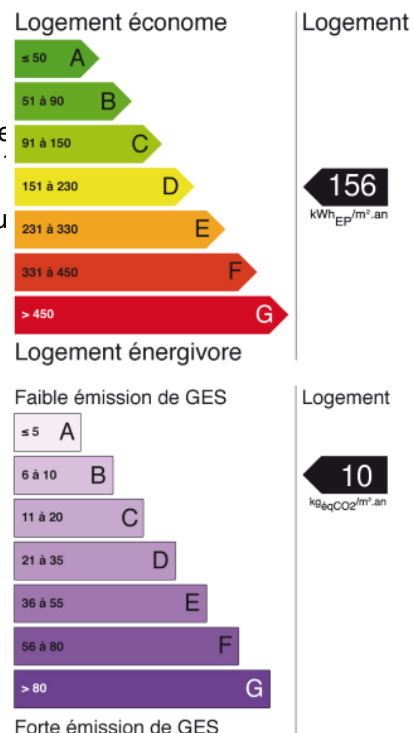 Logement économe
Logement
≤ 50 A
51 à 90 B
91 à 150 C
151 à 230 D
156
kWhEP/m².an
231 à 330 E
331 à 450 F
> 450 G
Logement énergivore
Faible émission de GES
Logement
≤ 5 A
6 à 10 B
10
kgéqCO2/m².an
11 à 20 C
21 à 35 D
36 à 55 E
56 à 80 F
> 80 G
Forte émission de GES